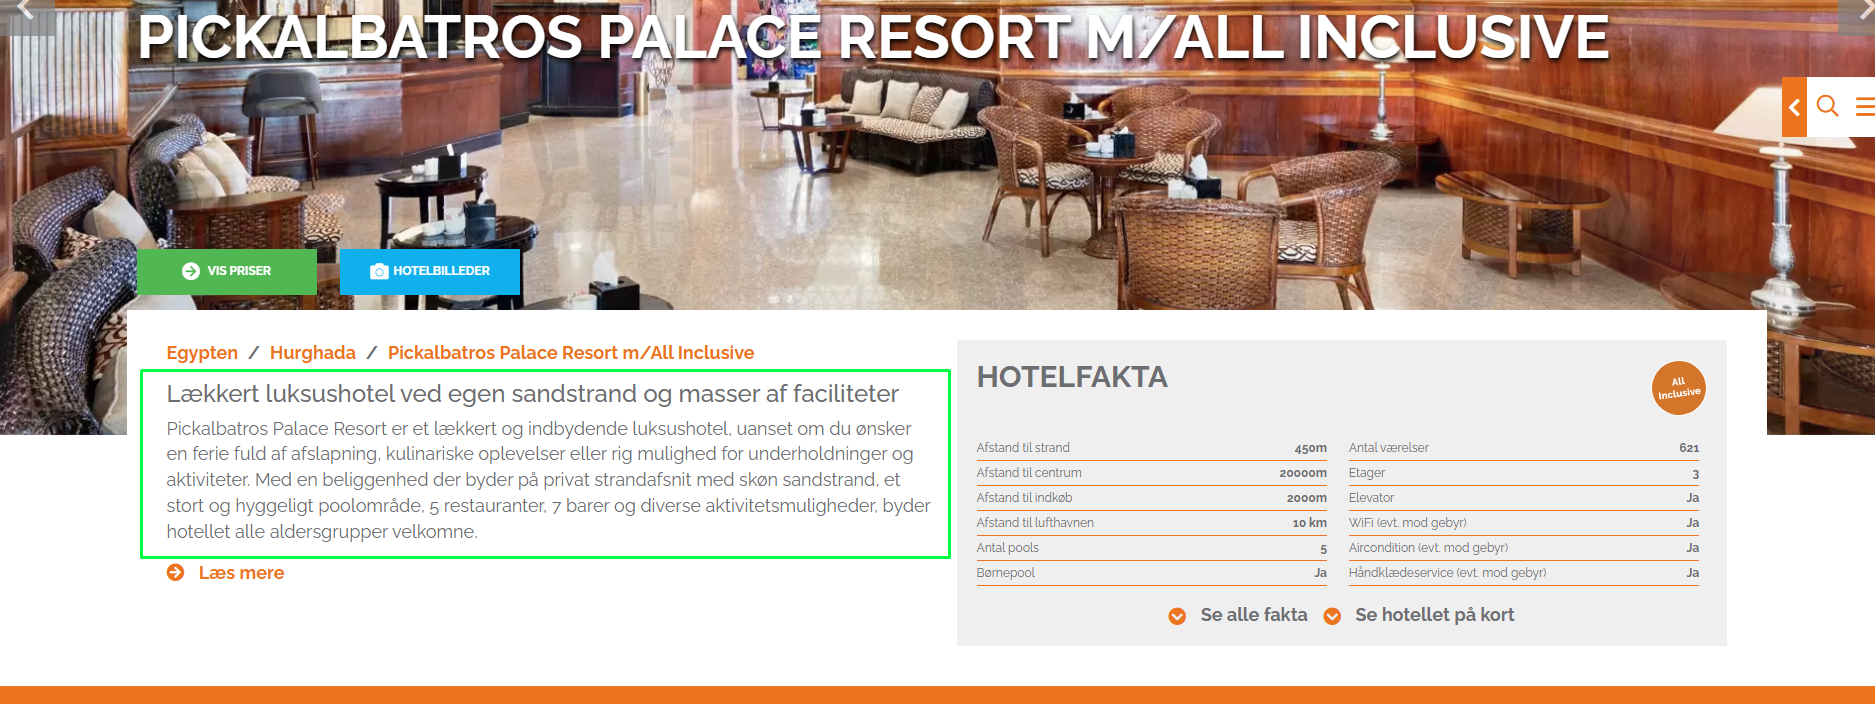 PICKALBATROS PALACE RESORT M/ALL INCLUSIVE
VIS PRISER
HOTELBILLEDER
Egypten / Hurghada / Pickalbatros Palace Resort m/All Inclusive
Lækkert luksushotel ved egen sandstrand og masser af faciliteter
Pickalbatros Palace Resort er et lækkert og indbydende luksushotel, uanset om du ønsker
en ferie fuld af afslapning, kulinariske oplevelser eller rig mulighed for underholdninger og
aktiviteter. Med en beliggenhed der byder på privat strandafsnit med skøn sandstrand, et
stort og hyggeligt poolområde, 5 restauranter, 7 barer og diverse aktivitetsmuligheder, byder
hotellet alle aldersgrupper velkomne.
Læs mere
HOTELFAKTA
All
Inclusive
Afstand til strand 450m
Afstand til centrum 20000m
Afstand til indkøb 2000m
Afstand til lufthavnen 10 km
Antal pools 5
Børnepool Ja
Antal værelser 621
Etager 3
Elevator Ja
WiFi (evt. mod gebyr) Ja
Aircondition (evt. mod gebyr) Ja
Håndklædeservice (evt. mod gebyr) Ja
Se alle fakta
Se hotellet på kort